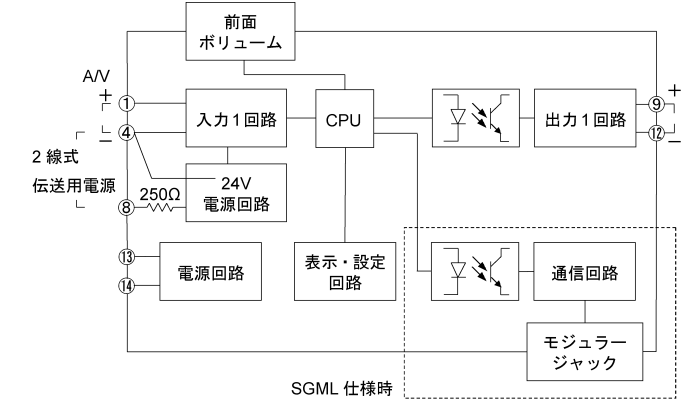 前面
ボリューム
A/V
+
①
−
④
2線式
伝送用電源
250Ω
⑧
⑬
⑭
入力1回路
24V
電源回路
電源回路
CPU
表示・設定
回路
出力1回路
+
⑨
⑫
−
通信回路
モジュラー
ジャック
SGML 仕様時